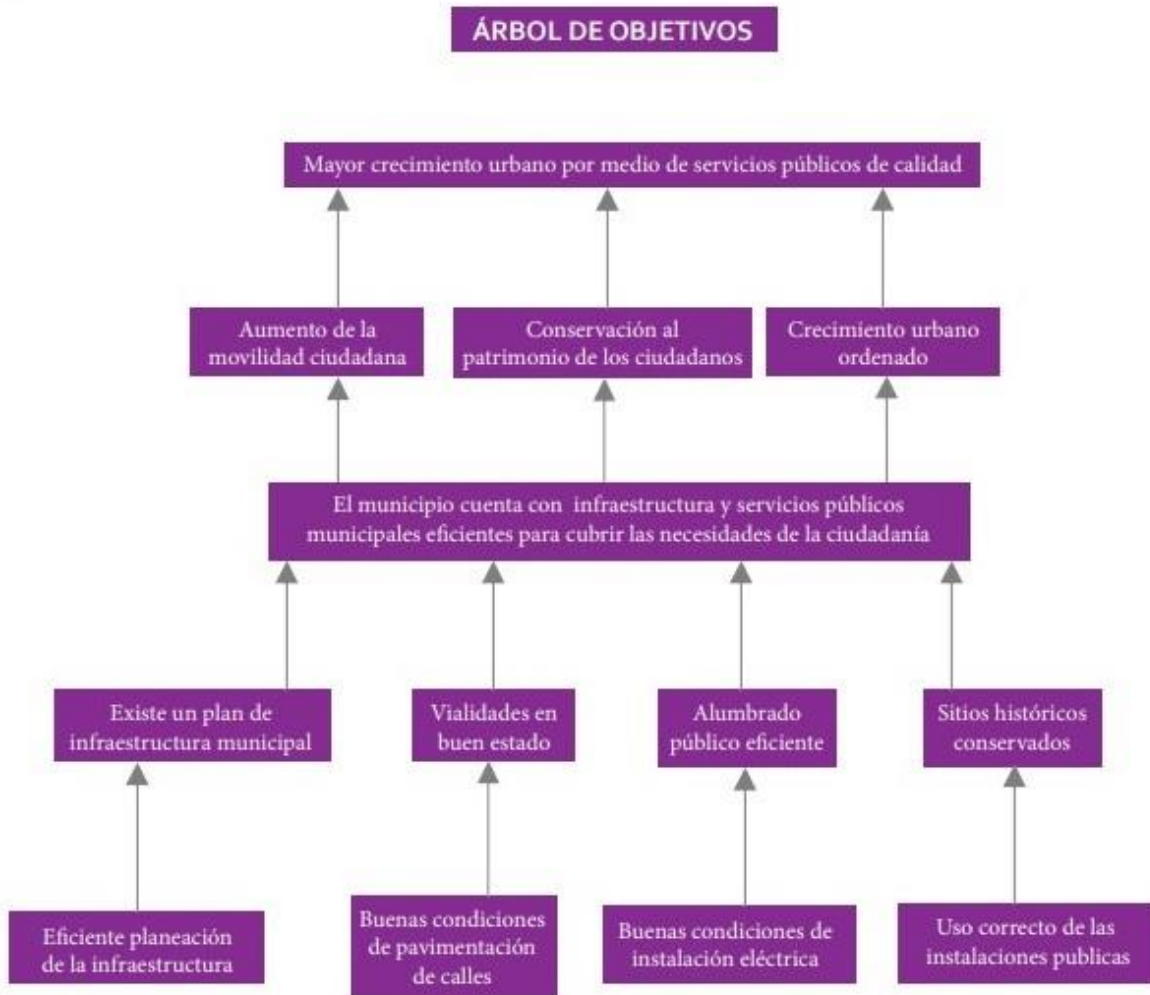 ÁRBOL DE OBJETIVOS
Mayor crecimiento urbano por medio de servicios públicos de calidad
Aumento de la
movilidad ciudadana
Conservación al
patrimonio de los ciudadanos
Crecimiento urbano
ordenado
El municipio cuenta con infraestructura y servicios públicos
municipales eficientes para cubrir las necesidades de la ciudadanía
Existe un plan de
infraestructura municipal
Vialidades en
buen estado
Alumbrado
público eficiente
Sitios históricos
conservados
Eficiente planeación
de la infraestructura
Buenas condiciones
de pavimentación
de calles
Buenas condiciones de
instalación eléctrica
Uso correcto de las
instalaciones publicas